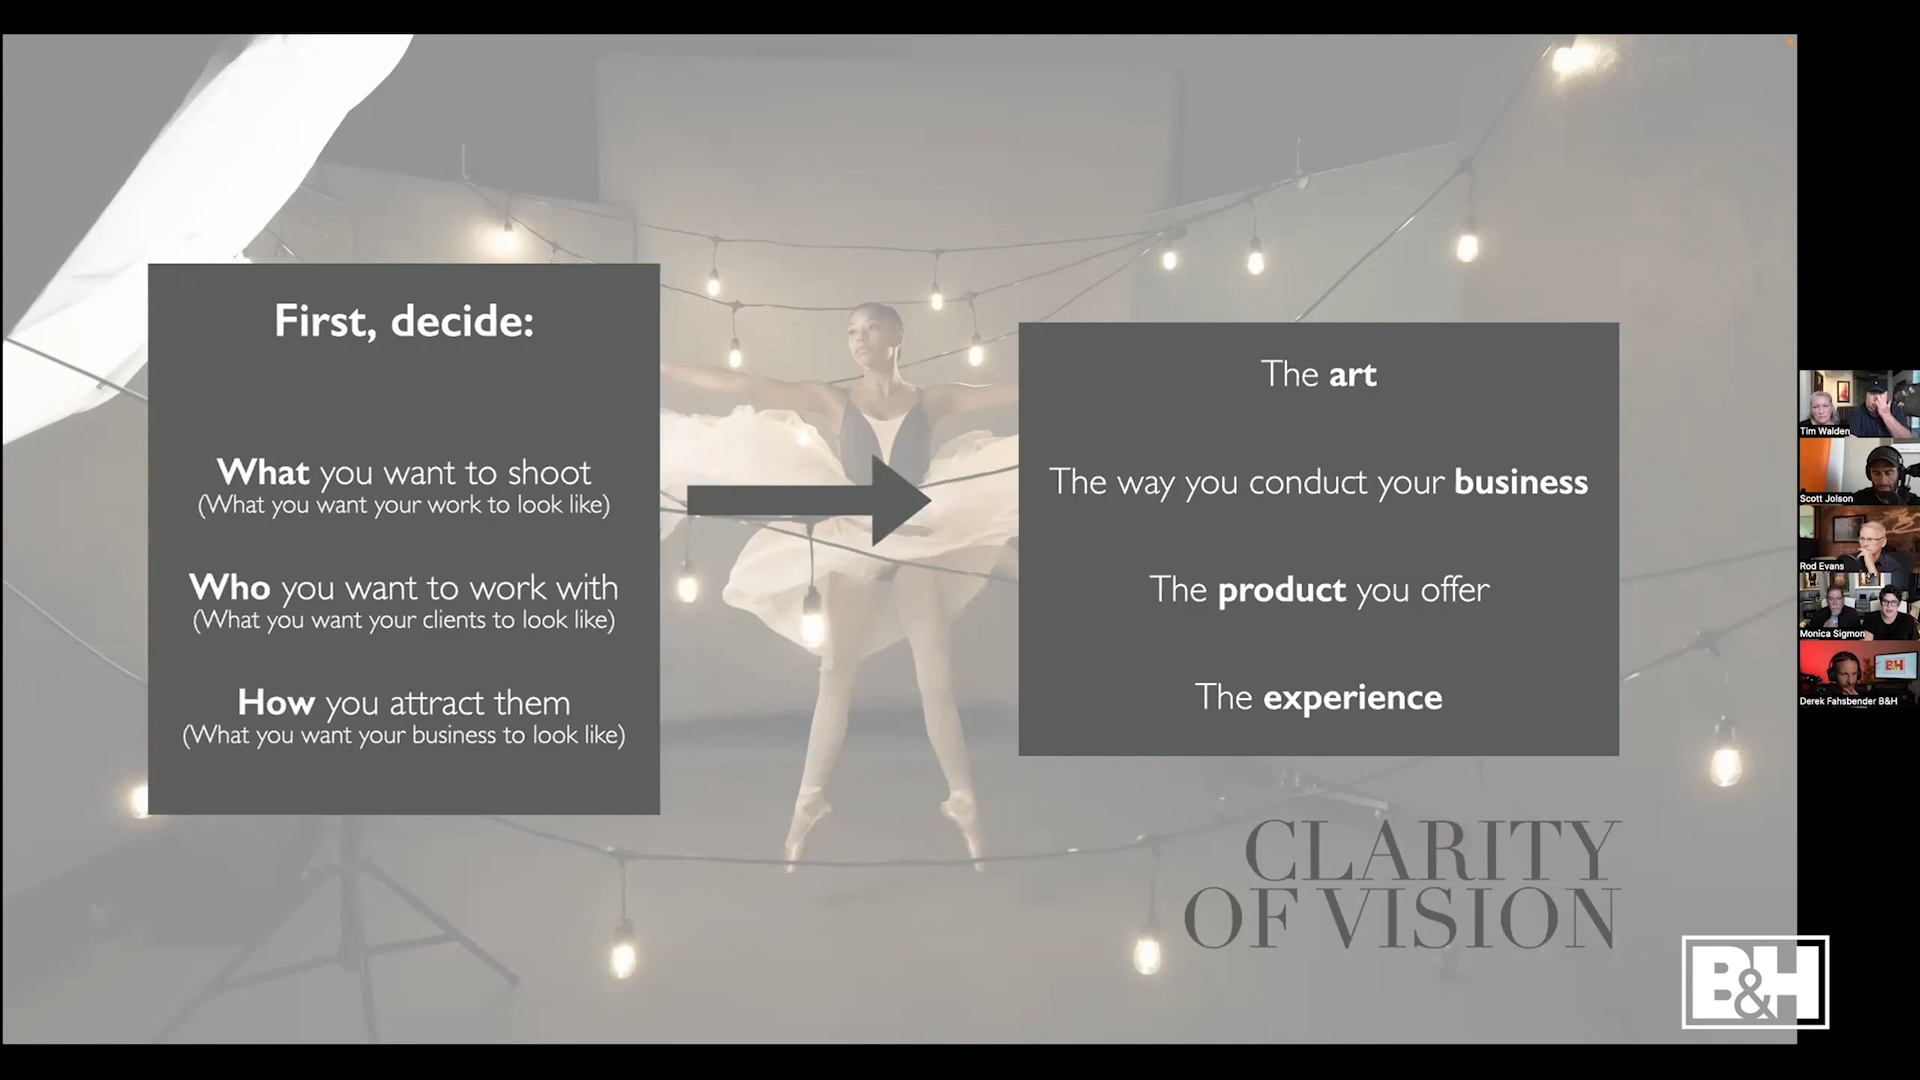 First, decide:
What you want to shoot
(What you want your work to look like)
Who you want to work with
(What you want your clients to look like)
How you attract them
(What you want your business to look like)
The art
The way you conduct your business
The product you offer
The experience
CLARITY
OF VISION
B&H
Tim Walden
Scott Jolson
Rod Evans
Monica Sigmon
B&H
Derek Fahsbender B&H